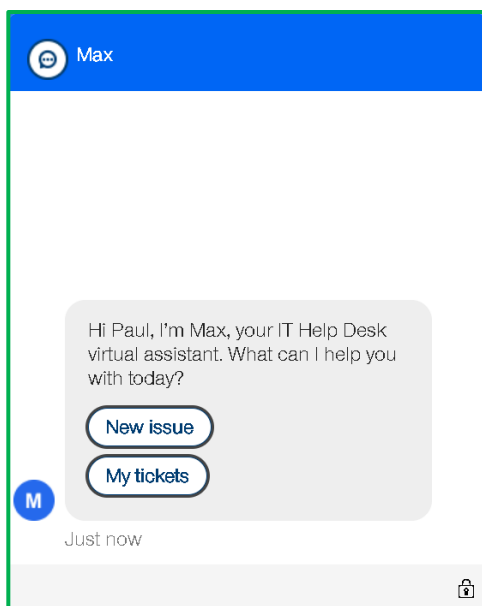 Max
Hi Paul, I'm Max, your IT Help Desk
virtual assistant. What can I help you
with today?
New issue
My tickets
M
Just now